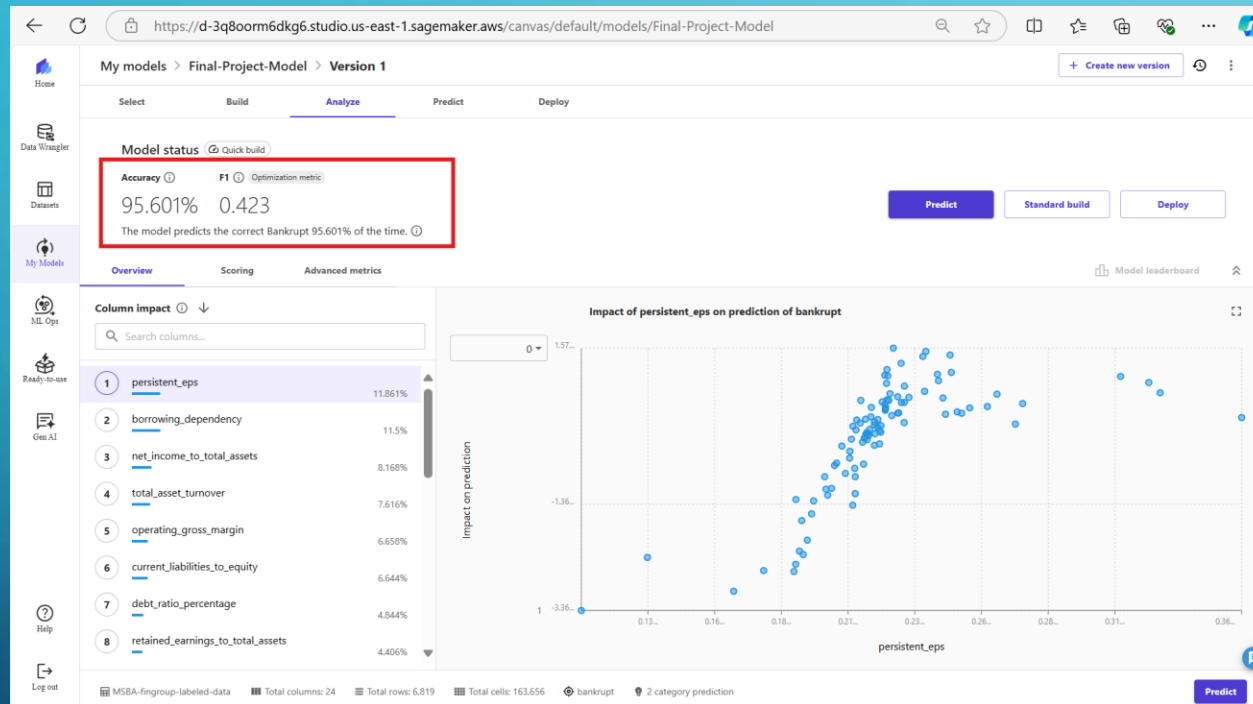 https://d-3q8oorm6dkg6.studio.us-east-1.sagemaker.aws/canvas/default/models/Final-Project-Model
Home
Data Wrangler
Datasets
My Models
ML Ops
Ready-to-use
Gen AI
Help
Log out
My models > Final-Project-Model > Version 1
+ Create new version
Select Build Analyze Predict Deploy
Model status Quick build
Accuracy F1 Optimization metric
95.601% 0.423
The model predicts the correct Bankrupt 95.601% of the time.
Predict Standard build Deploy
Overview Scoring Advanced metrics
Model leaderboard
Column impact
Search columns...
1 persistent_eps 11.861%
2 borrowing_dependency 11.5%
3 net_income_to_total_assets 8.168%
4 total_asset_turnover 7.616%
5 operating_gross_margin 6.658%
6 current_liabilities_to_equity 6.644%
7 debt_ratio_percentage 4.844%
8 retained_earnings_to_total_assets 4.406%
Impact of persistent_eps on prediction of bankrupt
0
1.57...
-1.36...
1 -3.36...
Impact on prediction
0.13... 0.16... 0.18... 0.21... 0.23... 0.26... 0.28... 0.31... 0.36...
persistent_eps
MSBA-fingroup-labeled-data Total columns: 24 Total rows: 6,819 Total cells: 163,656 bankrupt 2 category prediction
Predict